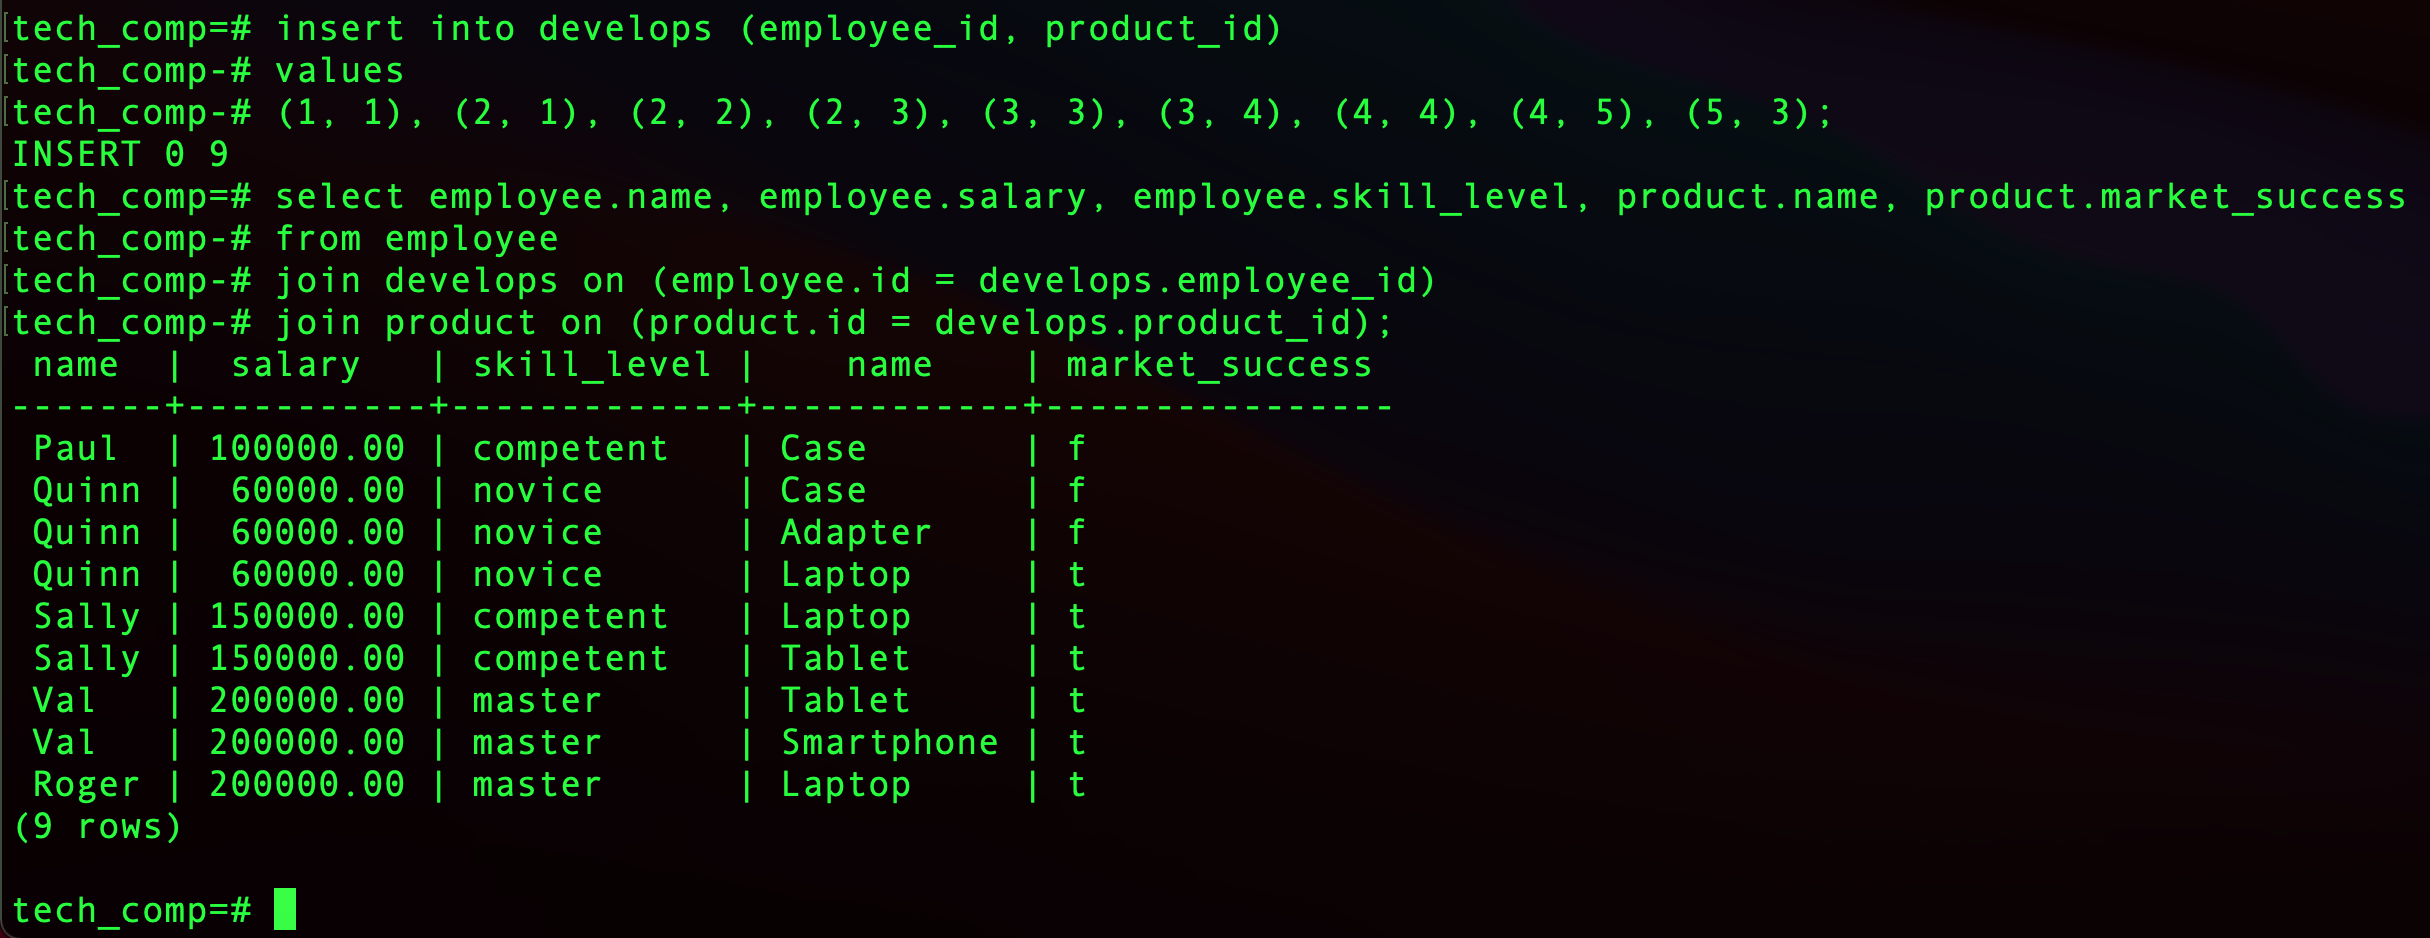 tech_comp=# insert into develops (employee_id, product_id)
tech_comp-# values
tech_comp-# (1, 1), (2, 1), (2, 2), (2, 3), (3, 3), (3, 4), (4, 4), (4, 5), (5, 3);
INSERT 0 9
tech_comp=# select employee.name, employee.salary, employee.skill_level, product.name, product.market_success
tech_comp-# from employee
tech_comp-# join develops on (employee.id = develops.employee_id)
tech_comp-# join product on (product.id = develops.product_id);
 name  |  salary   | skill_level |    name    | market_success
-------+-----------+-------------+------------+----------------
 Paul  | 100000.00 | competent   | Case       | f
 Quinn |  60000.00 | novice      | Case       | f
 Quinn |  60000.00 | novice      | Adapter    | f
 Quinn |  60000.00 | novice      | Laptop     | t
 Sally | 150000.00 | competent   | Laptop     | t
 Sally | 150000.00 | competent   | Tablet     | t
 Val   | 200000.00 | master      | Tablet     | t
 Val   | 200000.00 | master      | Smartphone | t
 Roger | 200000.00 | master      | Laptop     | t
(9 rows)
tech_comp=#